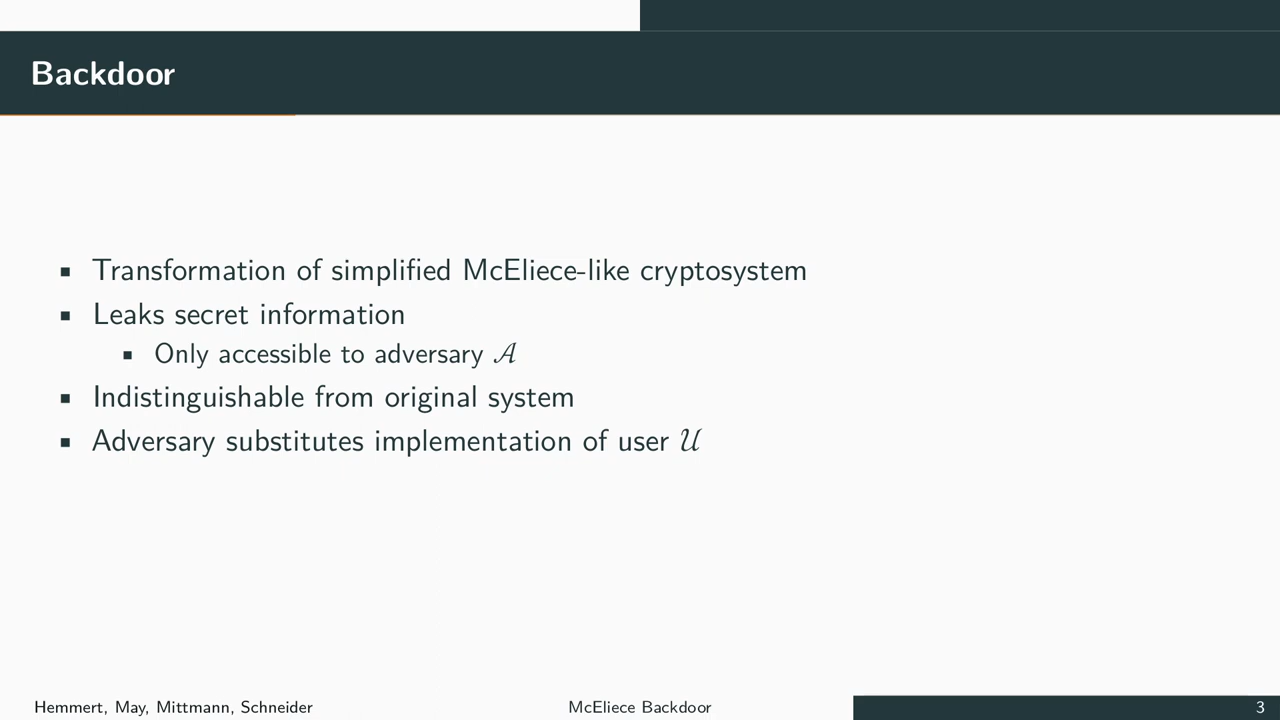 Backdoor
▪ Transformation of simplified McEliece-like cryptosystem
▪ Leaks secret information
▪ Only accessible to adversary 𝒜
▪ Indistinguishable from original system
▪ Adversary substitutes implementation of user 𝒰
Hemmert, May, Mittmann, Schneider
McEliece Backdoor
3